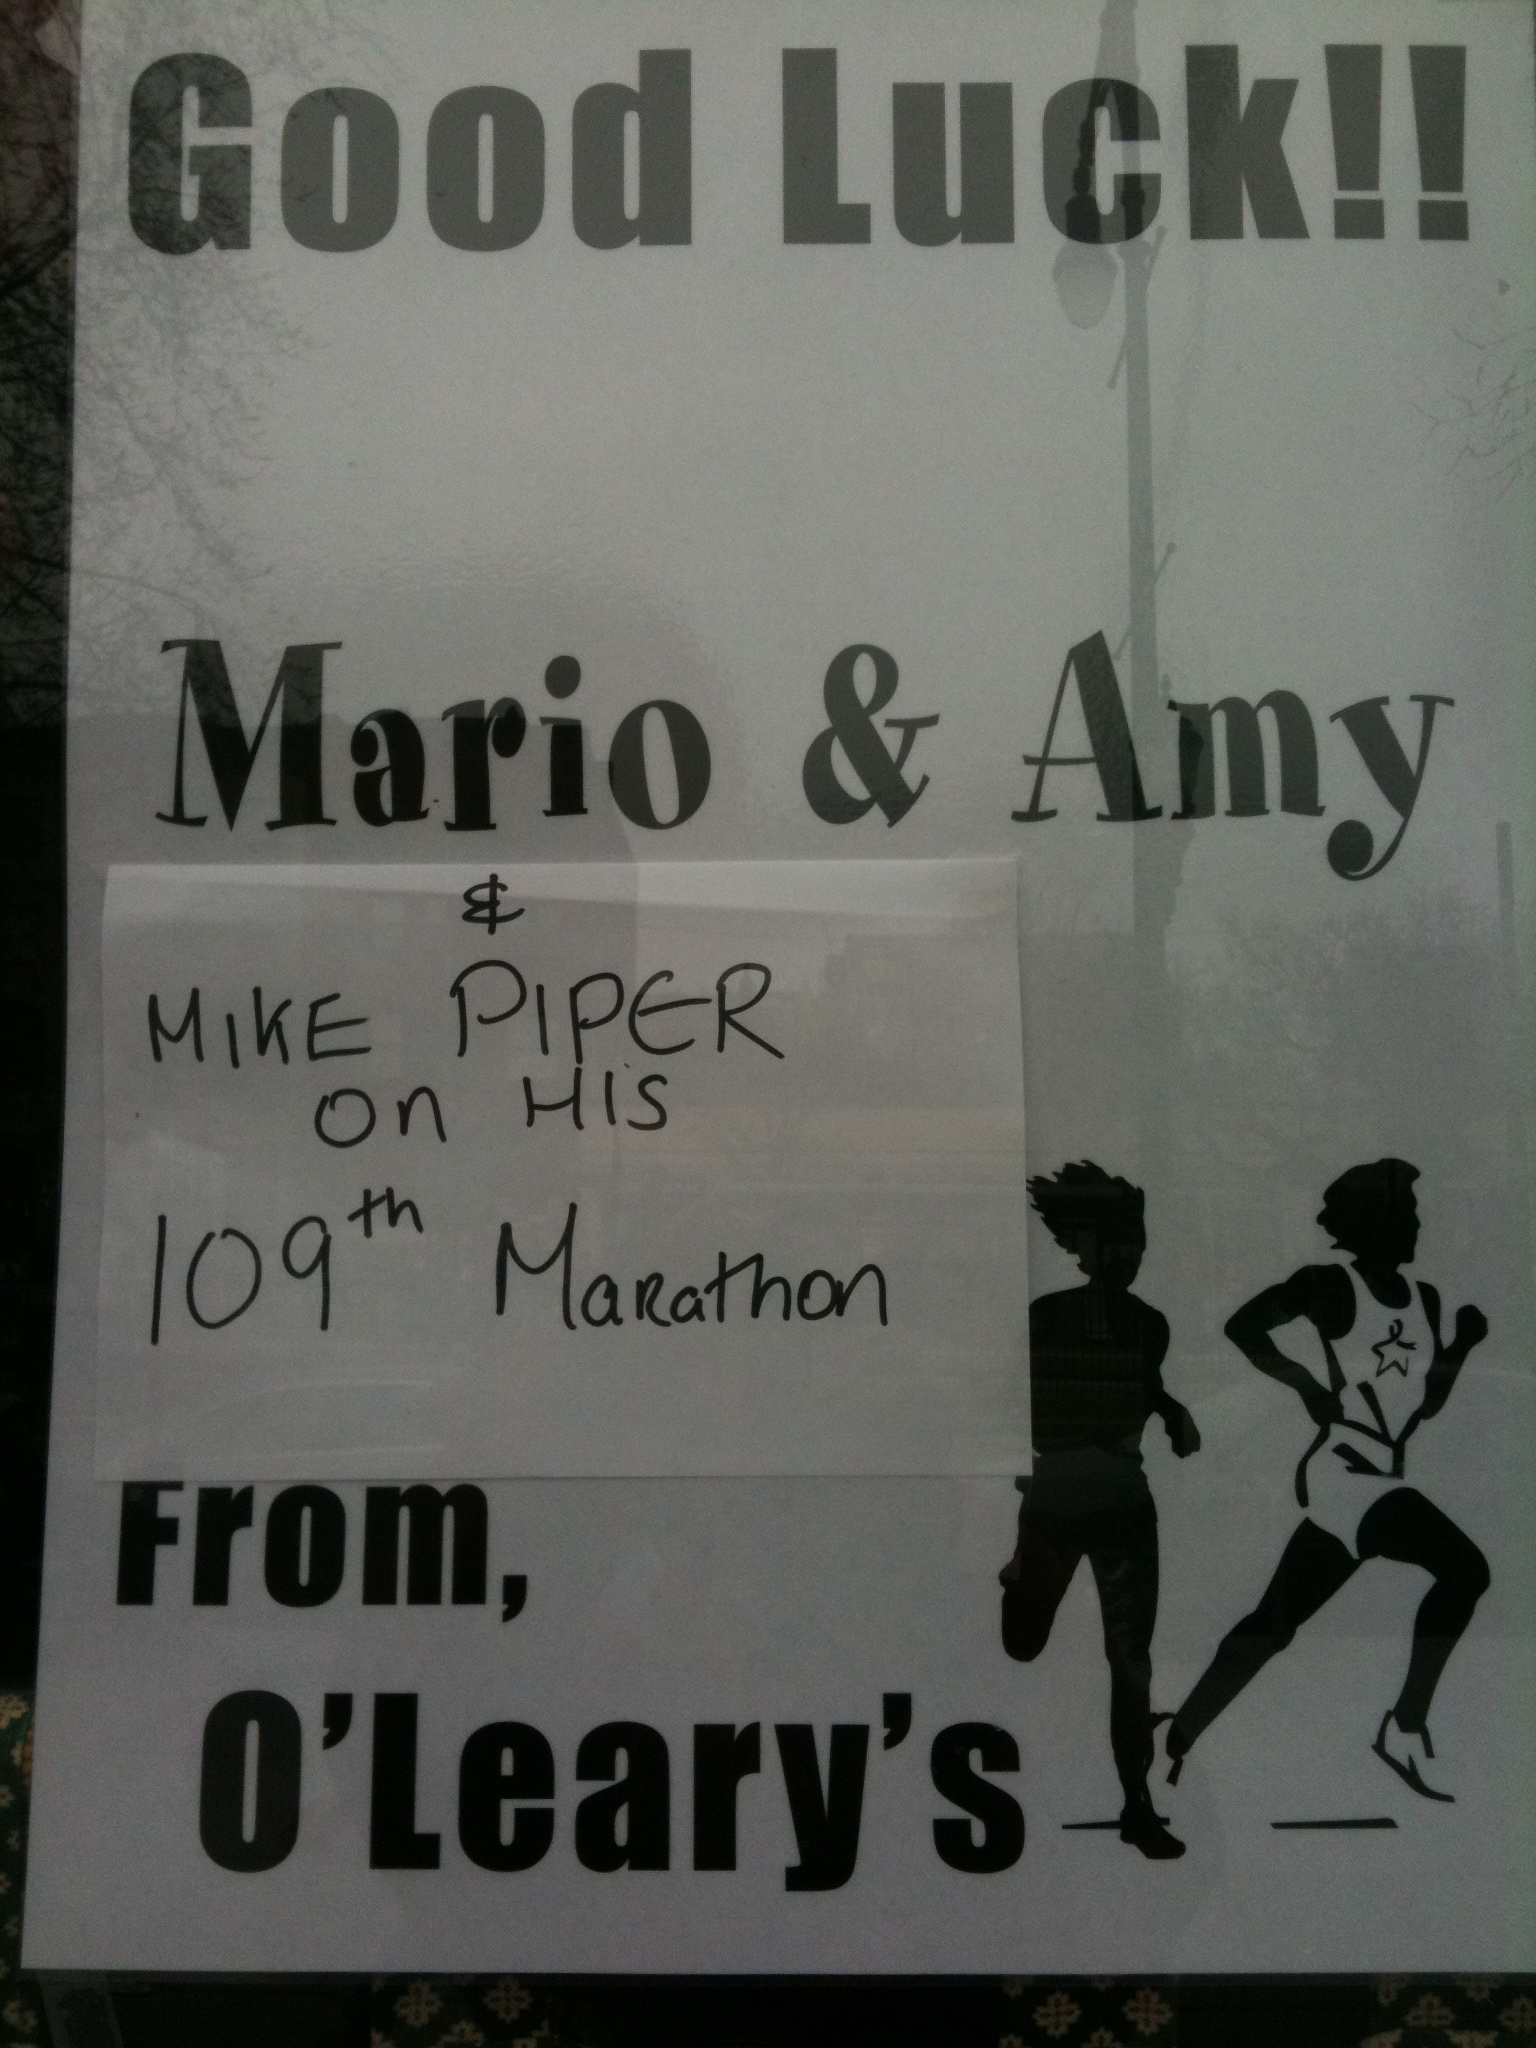 Good Luck!!
Mario & Amy
&
MIKE PIPER
on HIS
109th Marathon
From,
O'Leary's